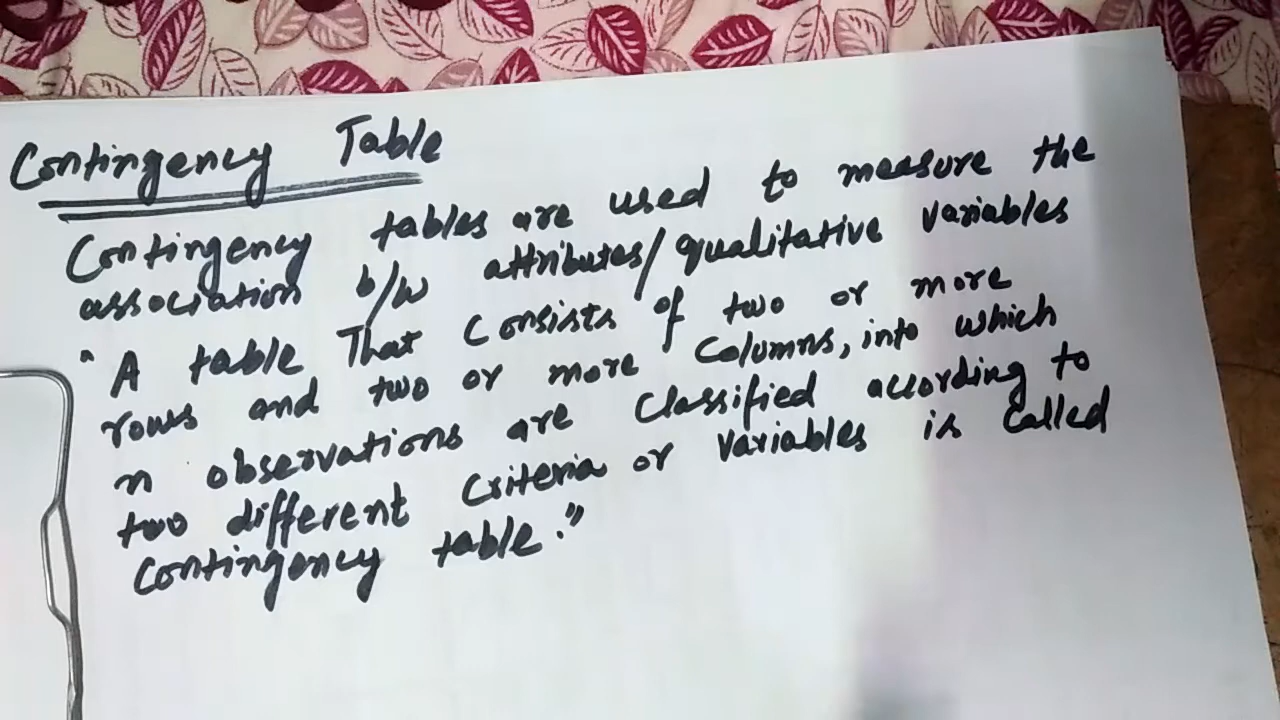 Contingency Table
Contingency tables are used to measure the
association b/w attributes/qualitative variables
"A table That consists of two or more
rows and two or more columns, into which
n observations are classified according to
two different criteria or variables is called
contingency table."